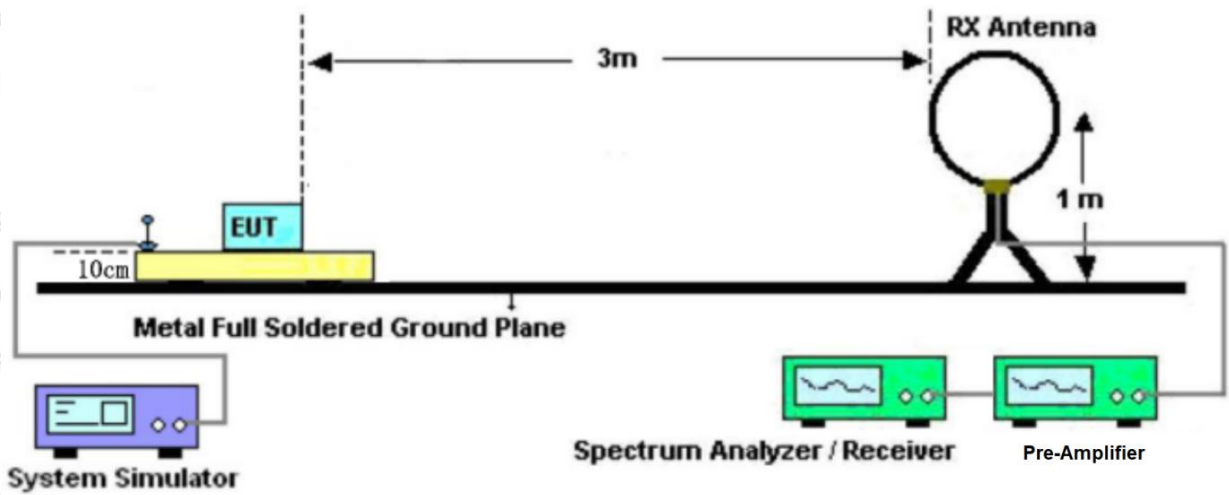 RX Antenna
3m
1 m
EUT
10cm
Metal Full Soldered Ground Plane
System Simulator
Spectrum Analyzer / Receiver
Pre-Amplifier